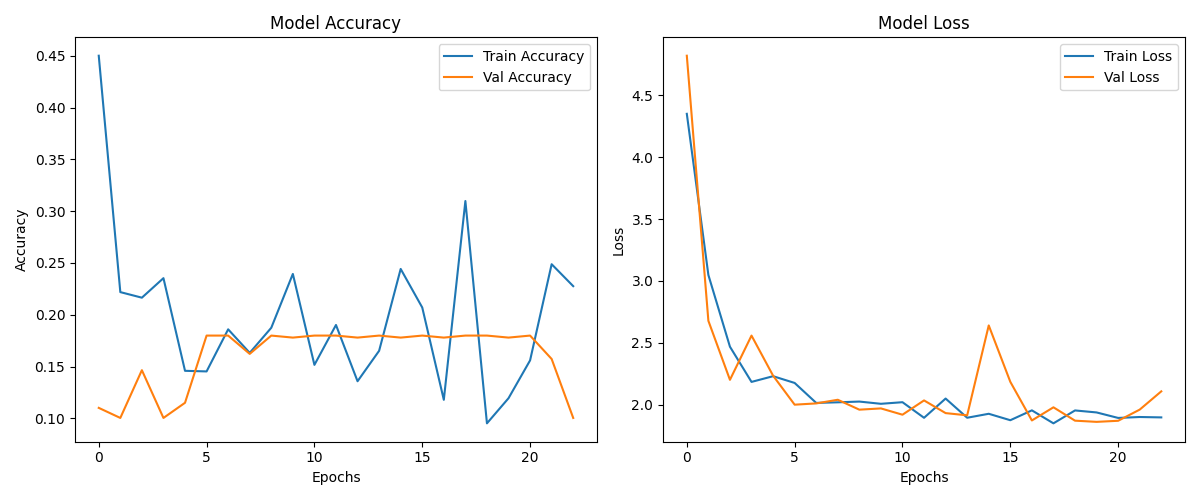 Model Accuracy
Train Accuracy
Val Accuracy
0.45
0.40
0.35
0.30
0.25
0.20
0.15
0.10
Accuracy
0 5 10 15 20
Epochs
Model Loss
Train Loss
Val Loss
4.5
4.0
3.5
3.0
2.5
2.0
Loss
0 5 10 15 20
Epochs